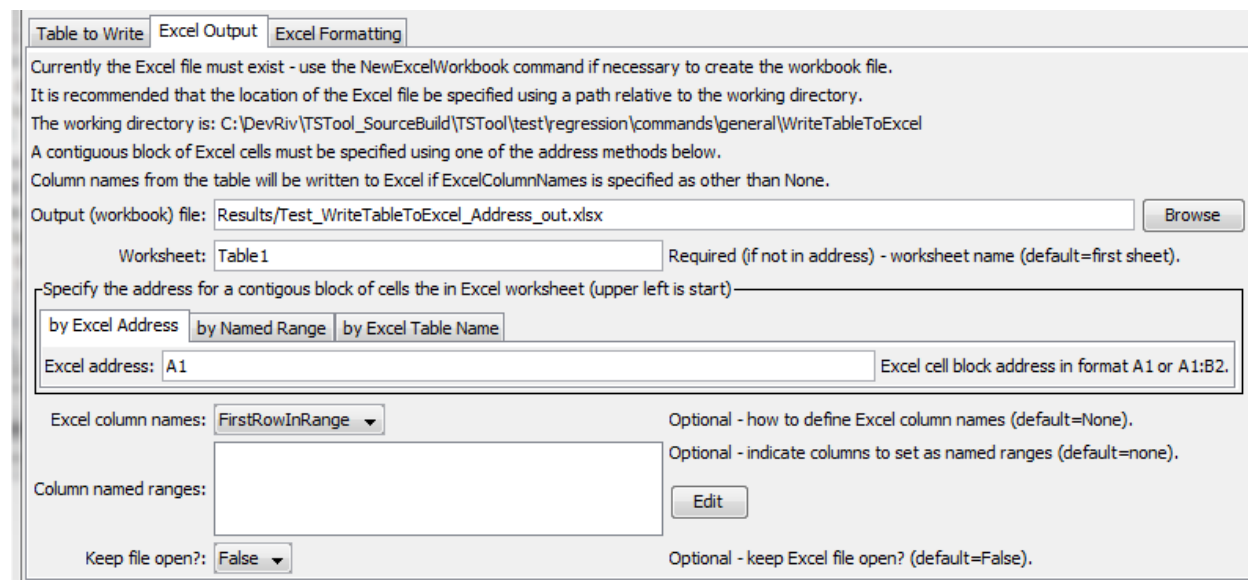 Table to Write Excel Output Excel Formatting
Currently the Excel file must exist - use the NewExcelWorkbook command if necessary to create the workbook file.
It is recommended that the location of the Excel file be specified using a path relative to the working directory.
The working directory is: C:\DevRiv\TSTool_SourceBuild\TSTool\test\regression\commands\general\WriteTableToExcel
A contiguous block of Excel cells must be specified using one of the address methods below.
Column names from the table will be written to Excel if ExcelColumnNames is specified as other than None.
Output (workbook) file: Results/Test_WriteTableToExcel_Address_out.xlsx Browse
Worksheet: Table1 Required (if not in address) - worksheet name (default=first sheet).
Specify the address for a contigous block of cells the in Excel worksheet (upper left is start)
by Excel Address by Named Range by Excel Table Name
Excel address: A1 Excel cell block address in format A1 or A1:B2.
Excel column names: FirstRowInRange Optional - how to define Excel column names (default=None).
Optional - indicate columns to set as named ranges (default=none).
Column named ranges: Edit
Keep file open?: False Optional - keep Excel file open? (default=False).